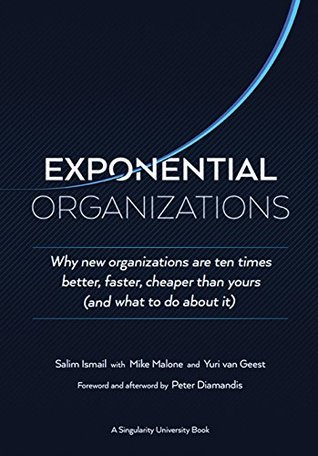 EXPONENTIAL
ORGANIZATIONS
Why new organizations are ten times
better, faster, cheaper than yours
(and what to do about it)
Salim Ismail with Mike Malone and Yuri van Geest
Foreword and afterword by Peter Diamandis
A Singularity University Book